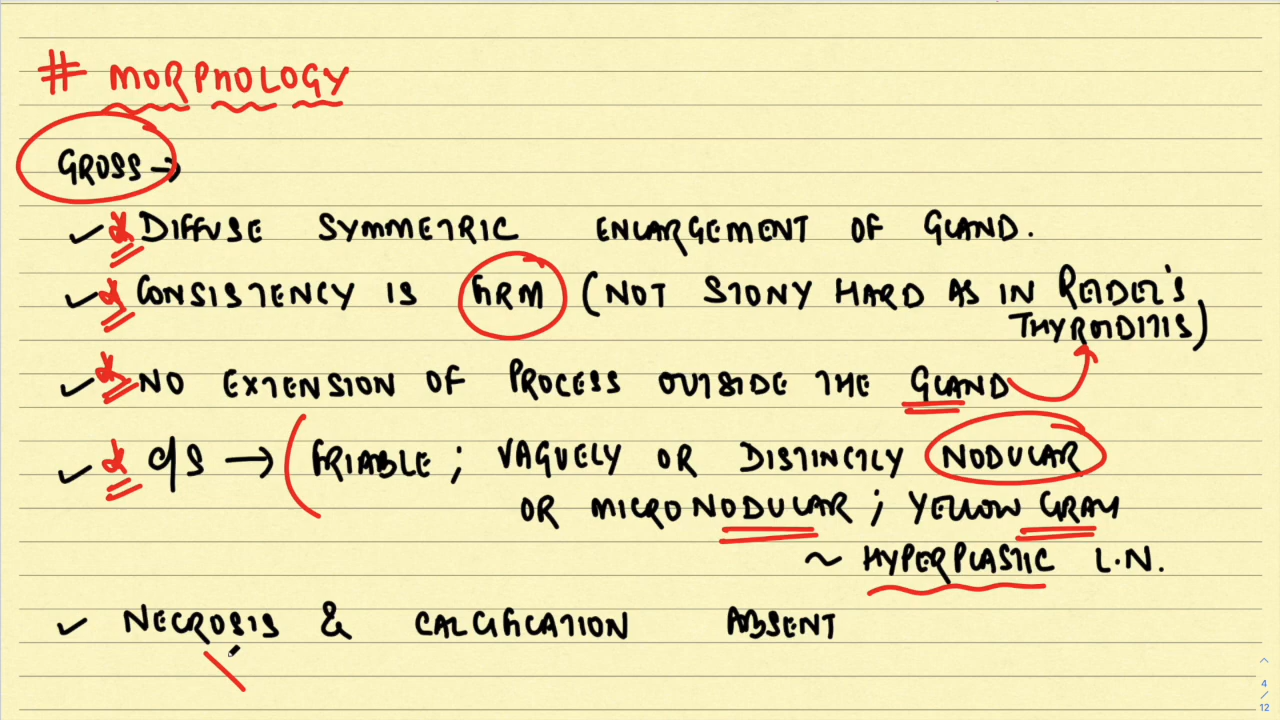 # MORPHOLOGY
GROSS →
✓ * DIFFUSE SYMMETRIC ENLARGEMENT OF GLAND.
✓ * CONSISTENCY IS FIRM (NOT STONY HARD AS IN REIDEL'S
THYROIDITIS)
✓ * NO EXTENSION OF PROCESS OUTSIDE THE GLAND
✓ * C/S → (FRIABLE; VAGUELY OR DISTINCTLY NODULAR
OR MICRONODULAR; YELLOW GRAY
~ HYPERPLASTIC L.N.
✓ NECROSIS & CALCIFICATION ABSENT
4
/
12